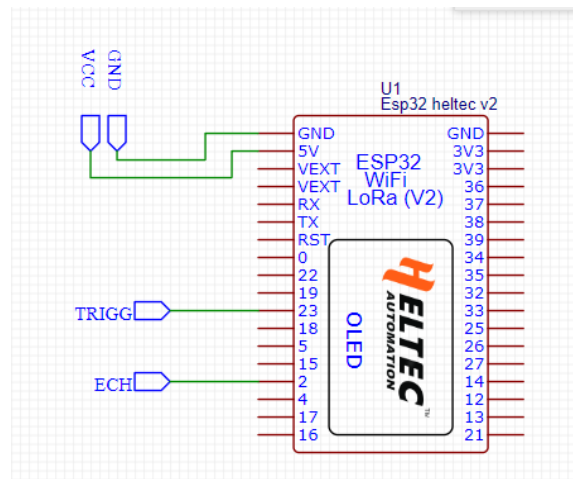 VCC
GND
U1
Esp32 heltec v2
GND
5V
VEXT
VEXT
RX
TX
RST
0
22
19
23
18
5
15
2
4
17
16
ESP32
WiFi
LoRa (V2)
GND
3V3
3V3
36
37
38
39
34
35
32
33
25
26
27
14
12
13
21
TRIGG
ECH
OLED
HELTEC
AUTOMATION
™